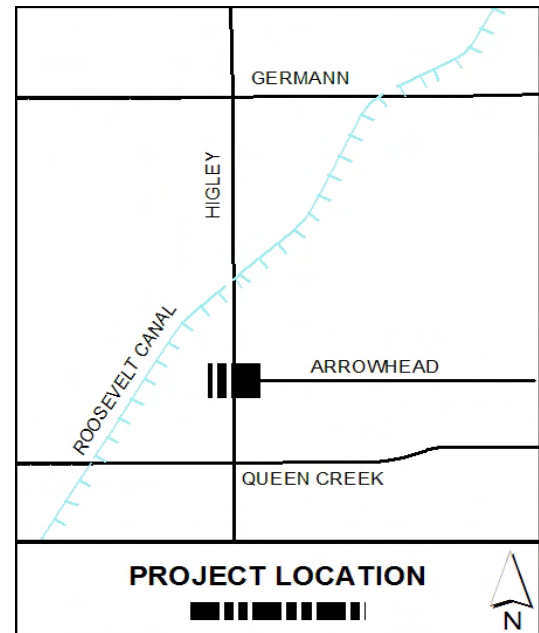 GERMANN
HIGLEY
ROOSEVELT CANAL
ARROWHEAD
QUEEN CREEK
PROJECT LOCATION
N